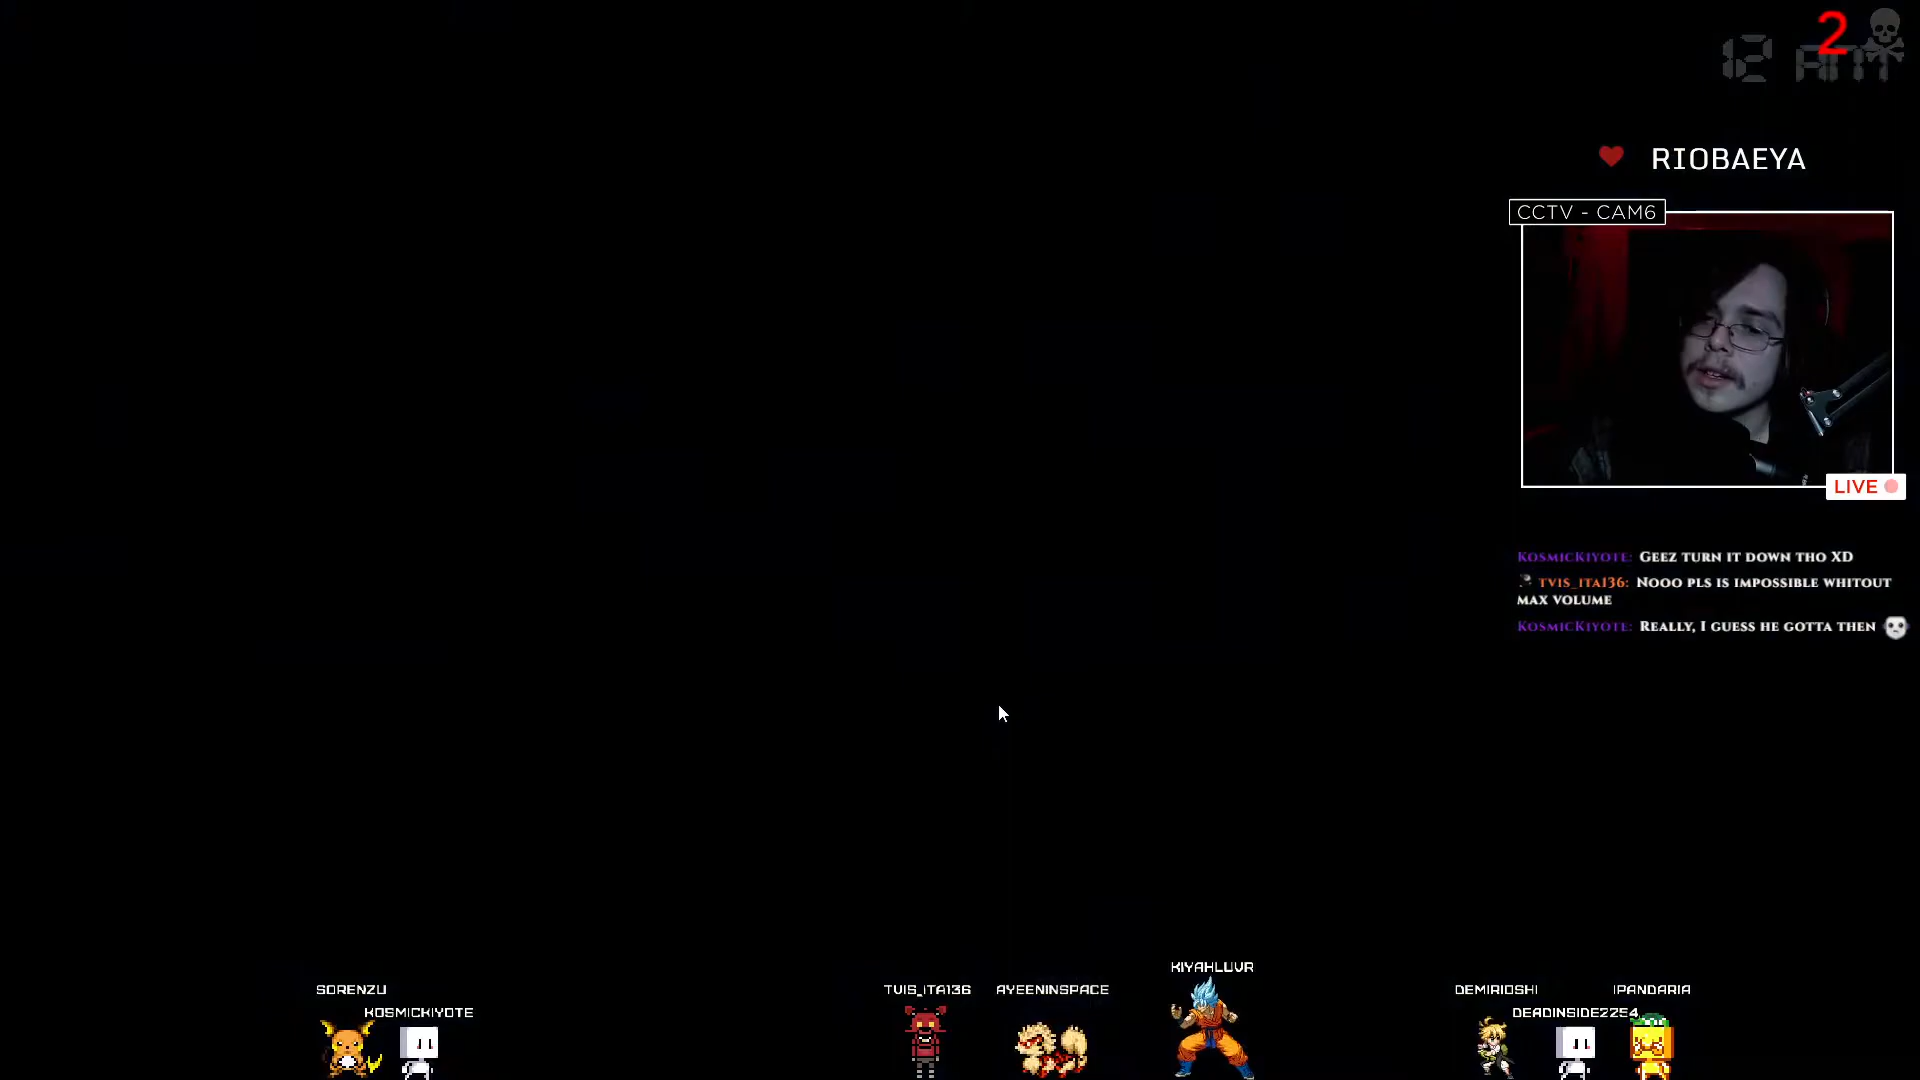 2
12 AM
RIOBAEYA
CCTV - CAM6
LIVE
KosmicKiyote: Geez turn it down tho XD
tvis_ita136: Nooo pls is impossible whitout
max volume
KosmicKiyote: Really, I guess he gotta then
KIYAHLUVR
SORENZU
TVIS_ITA136
AYEENINSPACE
DEMIRIOSHI
IPANDARIA
KOSMICKIYOTE
DEADINSIDE2254